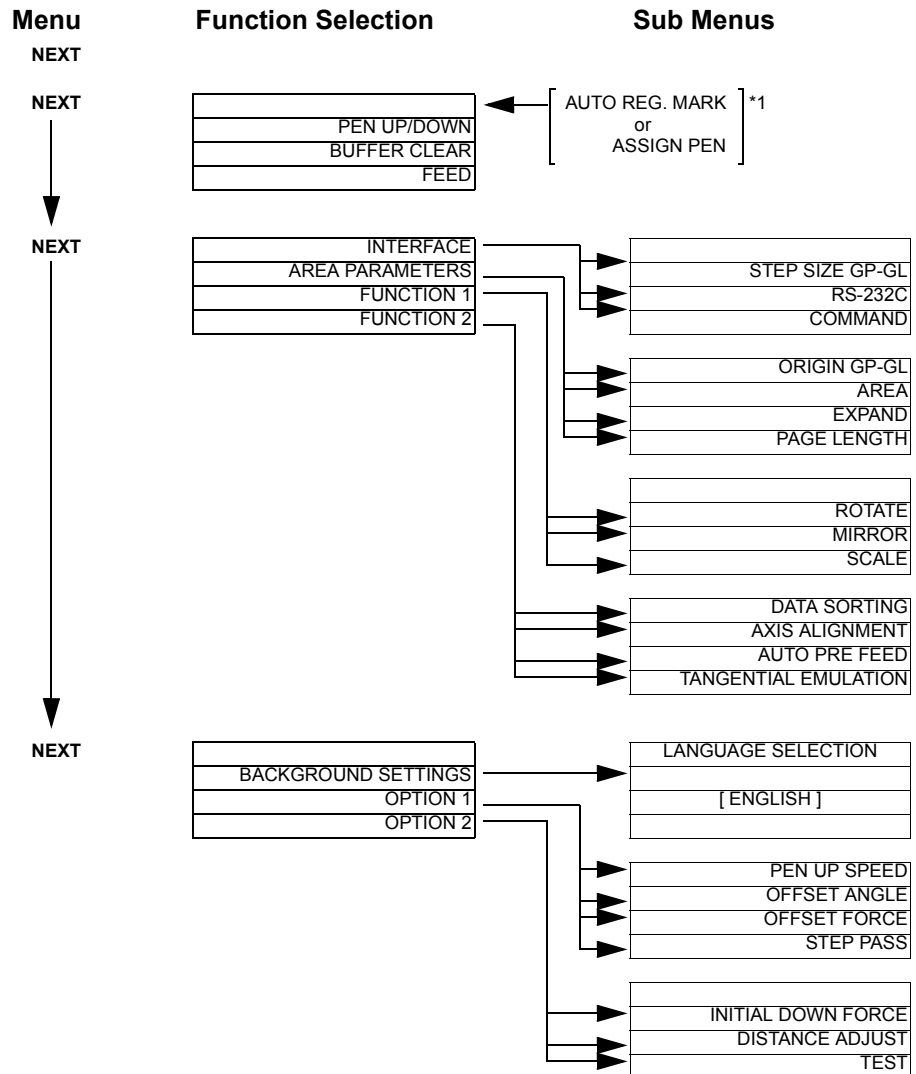 Menu Function Selection Sub Menus
NEXT
NEXT
AUTO REG. MARK *1
or
ASSIGN PEN
PEN UP/DOWN
BUFFER CLEAR
FEED
NEXT
INTERFACE
AREA PARAMETERS
FUNCTION 1
FUNCTION 2
STEP SIZE GP-GL
RS-232C
COMMAND
ORIGIN GP-GL
AREA
EXPAND
PAGE LENGTH
ROTATE
MIRROR
SCALE
DATA SORTING
AXIS ALIGNMENT
AUTO PRE FEED
TANGENTIAL EMULATION
NEXT
BACKGROUND SETTINGS
OPTION 1
OPTION 2
LANGUAGE SELECTION
[ ENGLISH ]
PEN UP SPEED
OFFSET ANGLE
OFFSET FORCE
STEP PASS
INITIAL DOWN FORCE
DISTANCE ADJUST
TEST